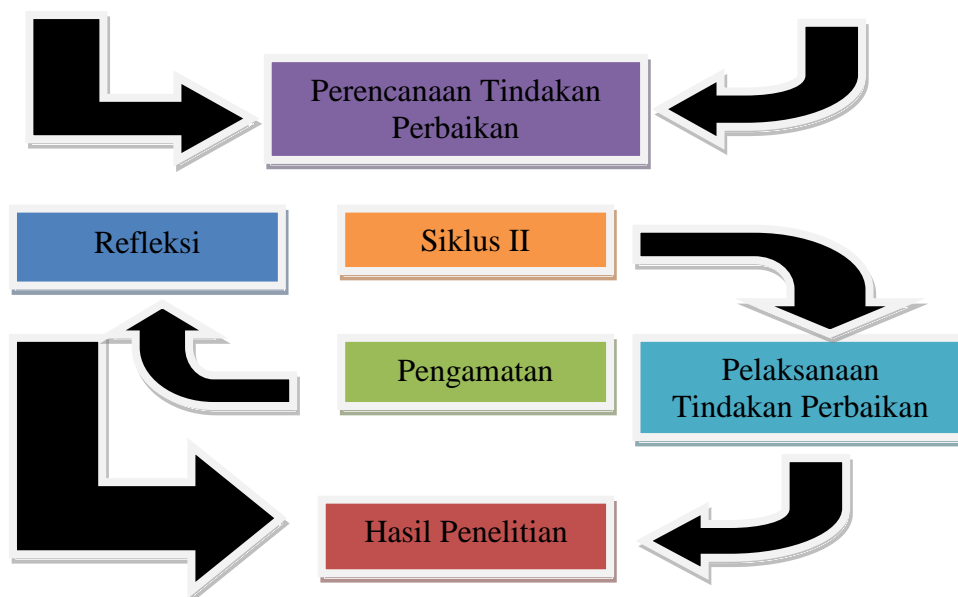 Perencanaan Tindakan
Perbaikan
Refleksi
Siklus II
Pengamatan
Pelaksanaan
Tindakan Perbaikan
Hasil Penelitian